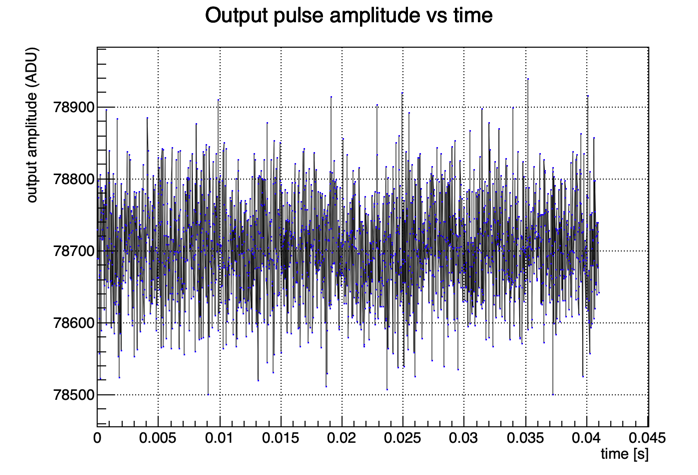 Output pulse amplitude vs time
output amplitude (ADU)
78900
78800
78700
78600
78500
0 0.005 0.01 0.015 0.02 0.025 0.03 0.035 0.04 0.045
time [s]